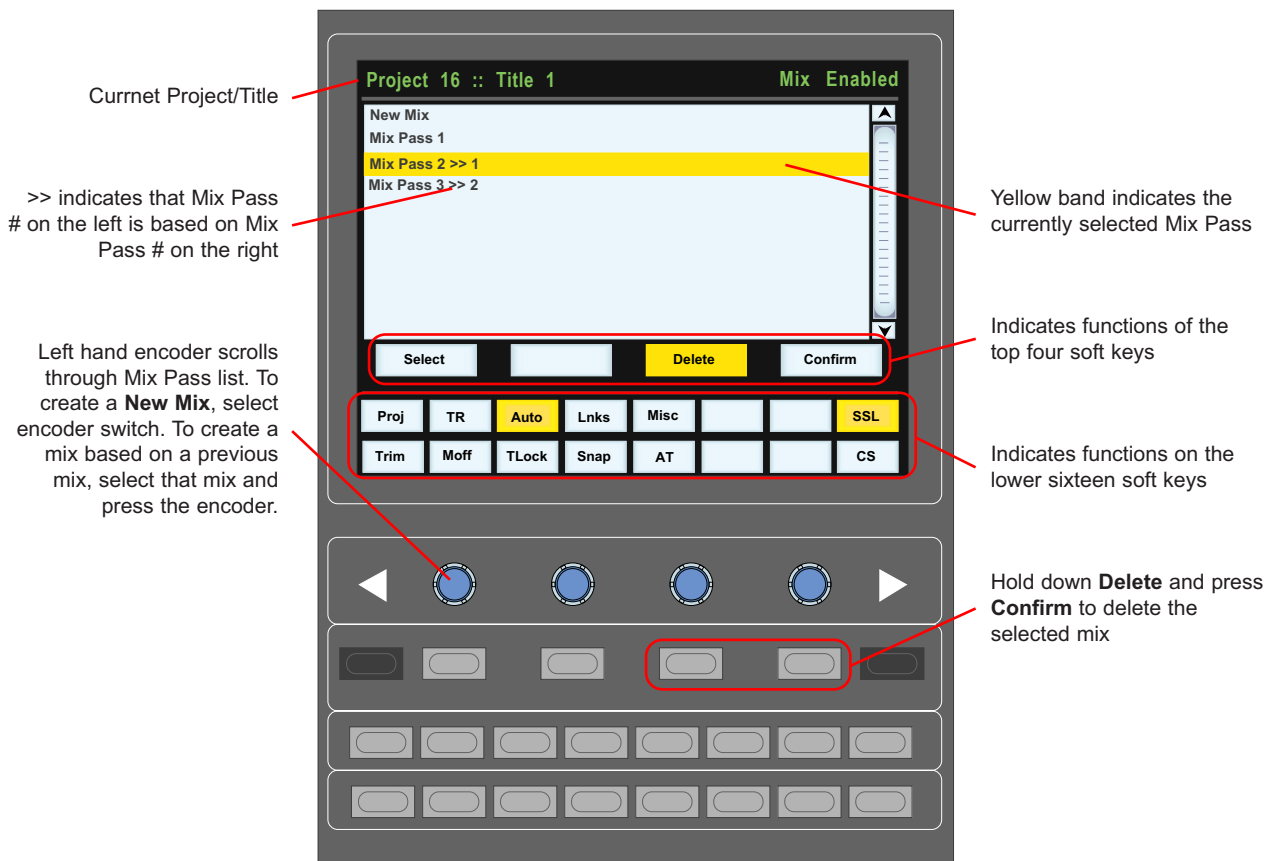 Project 16 :: Title 1
Mix Enabled
Currnet Project/Title
New Mix
Mix Pass 1
Mix Pass 2 >> 1
Mix Pass 3 >> 2
>> indicates that Mix Pass
# on the left is based on Mix
Pass # on the right
Yellow band indicates the
currently selected Mix Pass
Select
Delete
Confirm
Indicates functions of the
top four soft keys
Left hand encoder scrolls
through Mix Pass list. To
create a New Mix, select
encoder switch. To create a
mix based on a previous
mix, select that mix and
press the encoder.
Proj TR Auto Lnks Misc SSL
Trim Moff TLock Snap AT CS
Indicates functions on the
lower sixteen soft keys
Hold down Delete and press
Confirm to delete the
selected mix